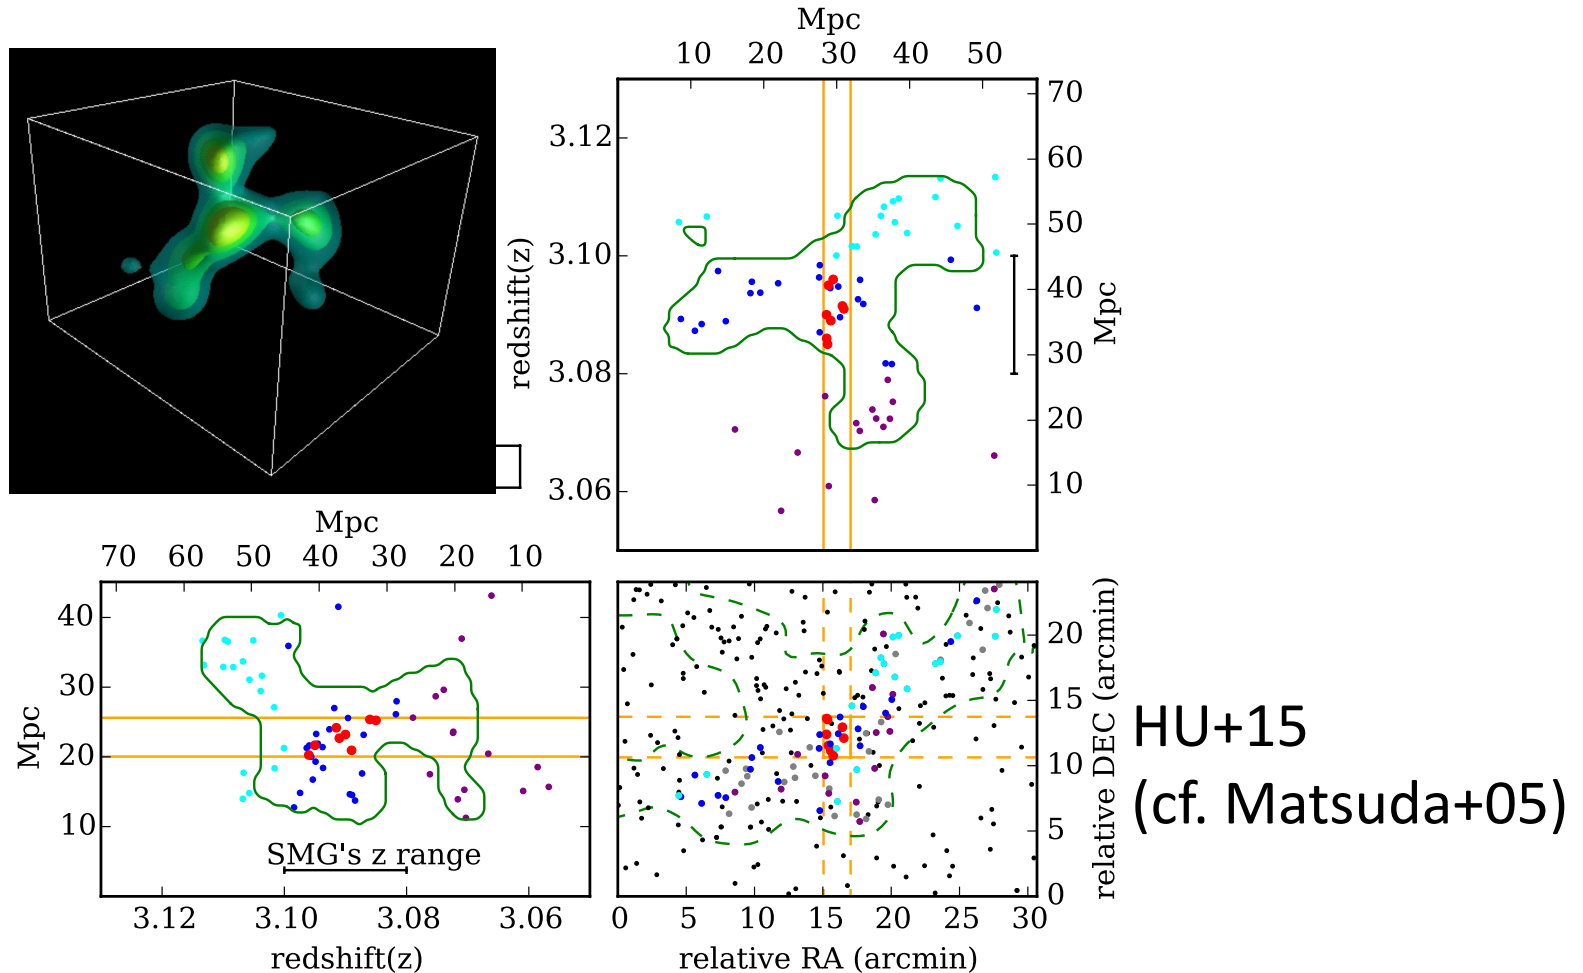 Mpc
10 20 30 40 50
3.12
3.10
3.08
3.06
redshift(z)
70
60
50
40
30
20
10
Mpc
Mpc
70 60 50 40 30 20 10
40
30
20
10
Mpc
SMG's z range
3.12 3.10 3.08 3.06
redshift(z)
20
15
10
5
0
relative DEC (arcmin)
0 5 10 15 20 25 30
relative RA (arcmin)
HU+15
(cf. Matsuda+05)